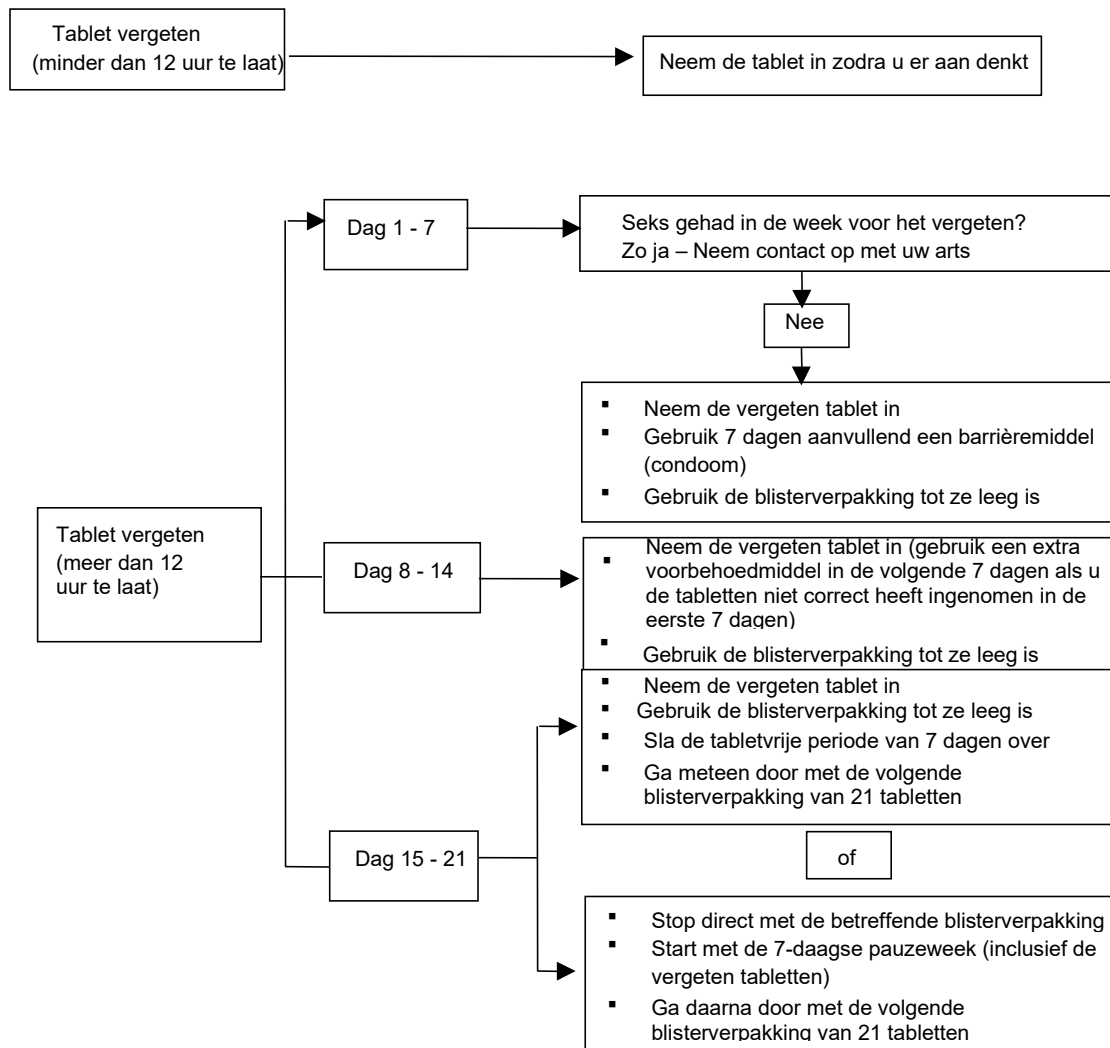 Tablet vergeten
(minder dan 12 uur te laat)
Neem de tablet in zodra u er aan denkt
Dag 1 - 7
Seks gehad in de week voor het vergeten?
Zo ja – Neem contact op met uw arts
Nee
▪ Neem de vergeten tablet in
▪ Gebruik 7 dagen aanvullend een barrièremiddel
(condoom)
▪ Gebruik de blisterverpakking tot ze leeg is
Tablet vergeten
(meer dan 12
uur te laat)
Dag 8 - 14
▪ Neem de vergeten tablet in (gebruik een extra
voorbehoedmiddel in de volgende 7 dagen als u
de tabletten niet correct heeft ingenomen in de
eerste 7 dagen)
▪ Gebruik de blisterverpakking tot ze leeg is
▪ Neem de vergeten tablet in
▪ Gebruik de blisterverpakking tot ze leeg is
▪ Sla de tabletvrije periode van 7 dagen over
▪ Ga meteen door met de volgende
blisterverpakking van 21 tabletten
Dag 15 - 21
of
▪ Stop direct met de betreffende blisterverpakking
▪ Start met de 7-daagse pauzeweek (inclusief de
vergeten tabletten)
▪ Ga daarna door met de volgende
blisterverpakking van 21 tabletten